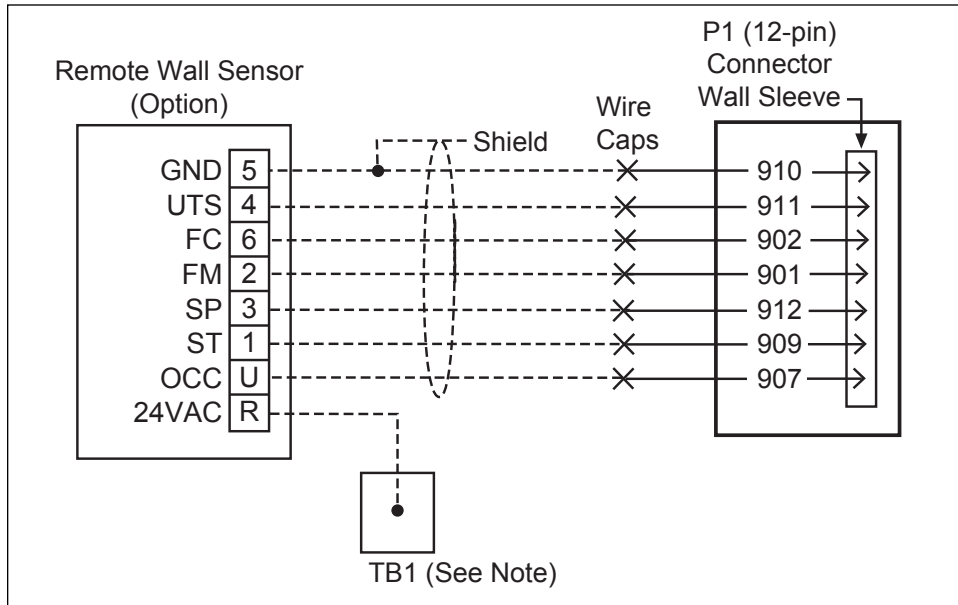 Remote Wall Sensor
(Option)
P1 (12-pin)
Connector
Wall Sleeve
Wire
Caps
Shield
GND 5 910
UTS 4 911
FC 6 902
FM 2 901
SP 3 912
ST 1 909
OCC U 907
24VAC R
TB1 (See Note)